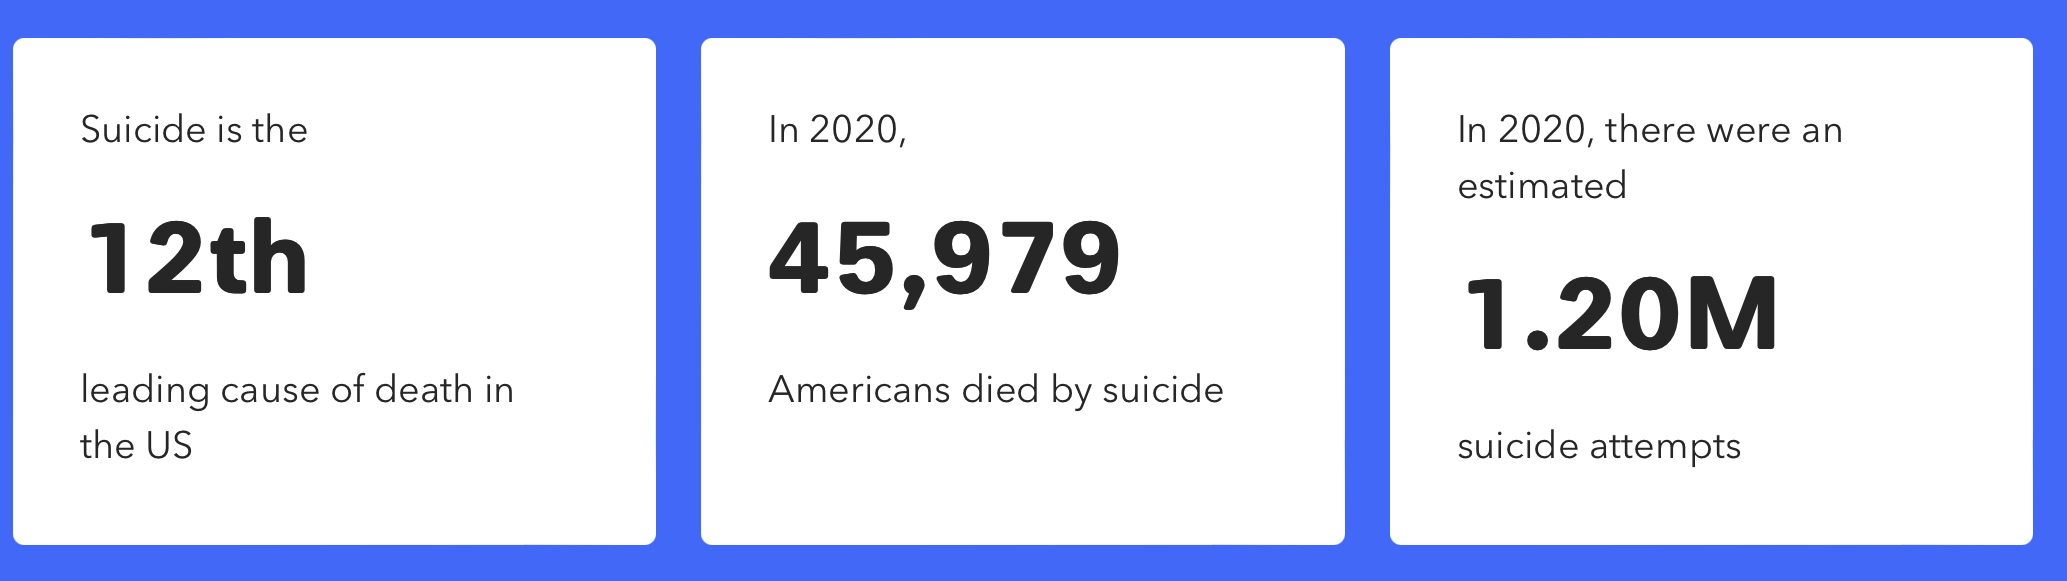 Suicide is the
12th
leading cause of death in
the US
In 2020,
45,979
Americans died by suicide
In 2020, there were an
estimated
1.20M
suicide attempts